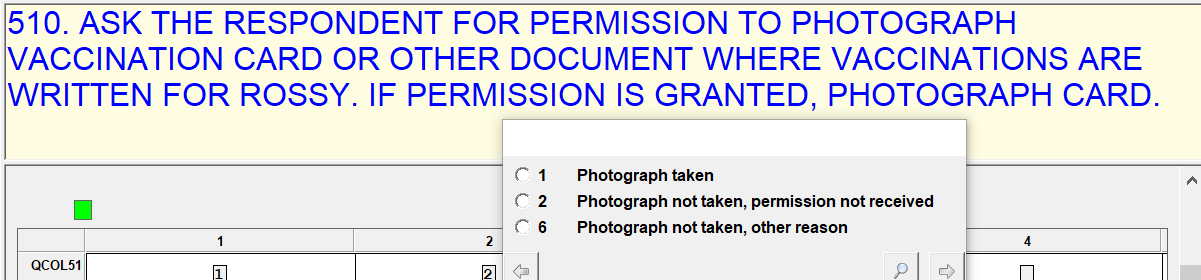 510. ASK THE RESPONDENT FOR PERMISSION TO PHOTOGRAPH
VACCINATION CARD OR OTHER DOCUMENT WHERE VACCINATIONS ARE
WRITTEN FOR ROSSY. IF PERMISSION IS GRANTED, PHOTOGRAPH CARD.
1 Photograph taken
2 Photograph not taken, permission not received
6 Photograph not taken, other reason
1 2 4
QCOL51 1 2